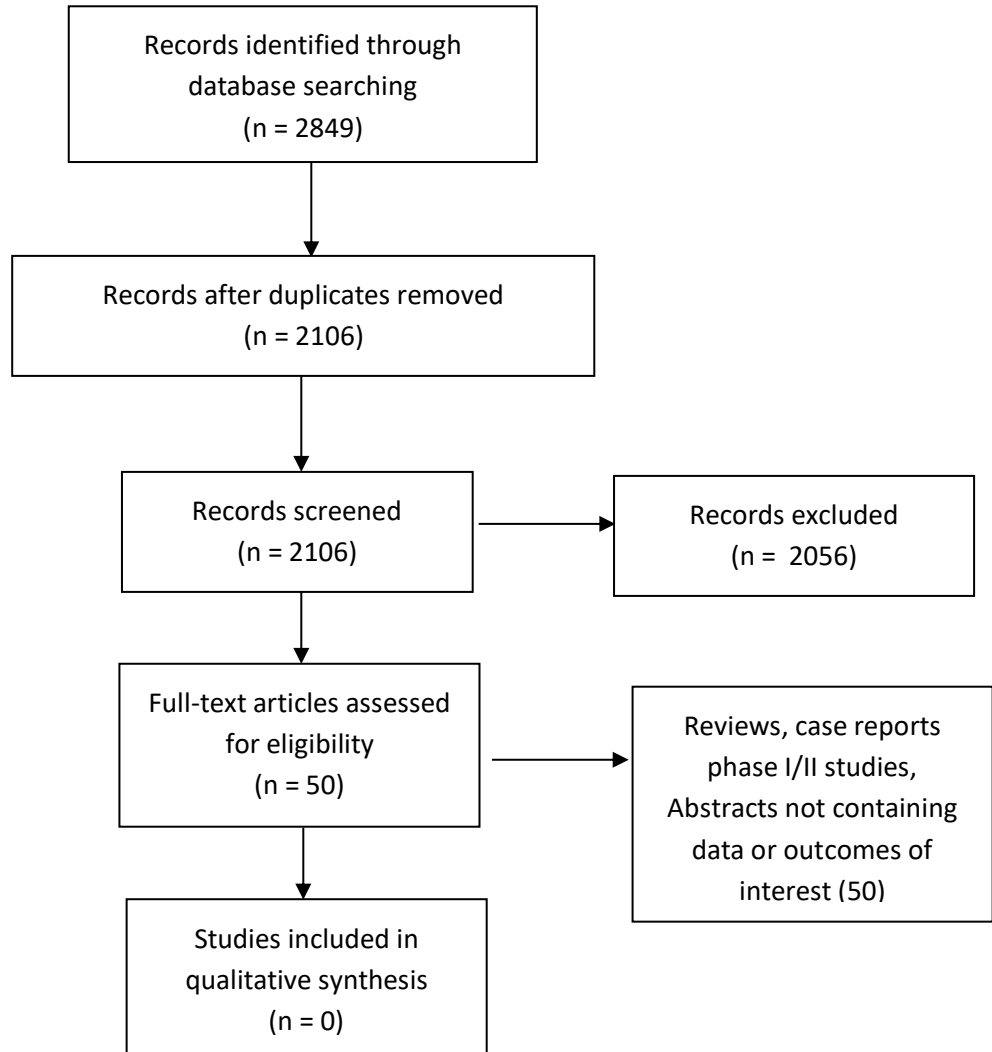 Records identified through
database searching
(n = 2849)
Records after duplicates removed
(n = 2106)
Records screened
(n = 2106)
Records excluded
(n =  2056)
Full-text articles assessed
for eligibility
(n = 50)
Reviews, case reports
phase I/II studies,
Abstracts not containing
data or outcomes of
interest (50)
Studies included in
qualitative synthesis
(n = 0)